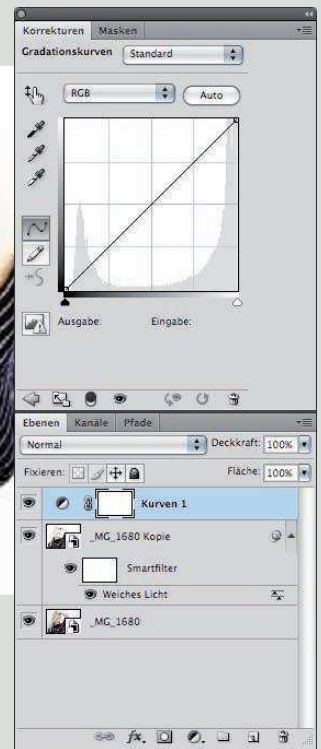 Korrekturen Masken
Gradationskurven Standard
RGB Auto
Ausgabe: Eingabe:
Ebenen Kanäle Pfade
Normal Deckkraft: 100%
Fixieren: Fläche: 100%
Kurven 1
_MG_1680 Kopie
Smartfilter
Weiches Licht
_MG_1680
fx.